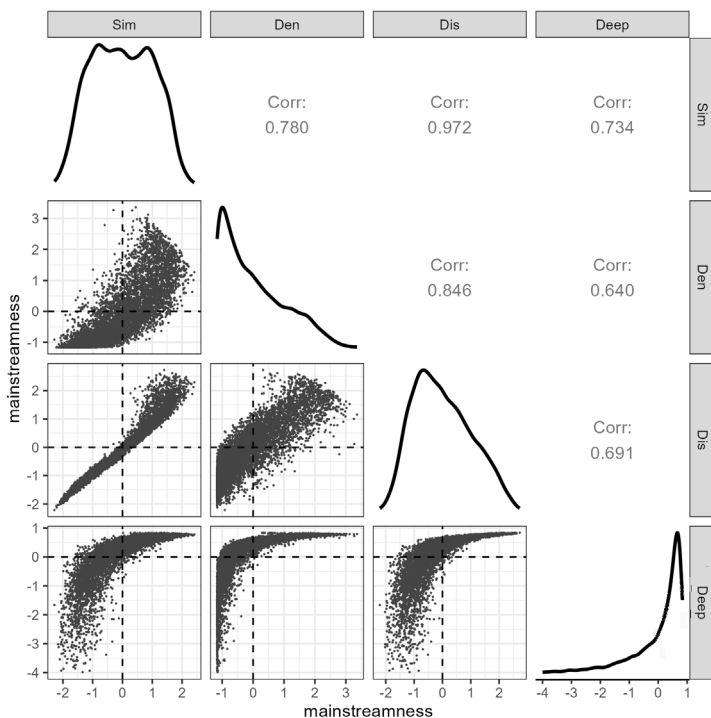 Sim Den Dis Deep
Corr: Corr: Corr:
0.780 0.972 0.734
Sim
3
2
1
0
-1
Corr: Corr:
0.846 0.640
Den
mainstreamness
2
1
0
-1
-2
Corr:
0.691
Dis
1
0
-1
-2
-3
-4
Deep
-2 -1 0 1 2 -1 0 1 2 3 -2 -1 0 1 2 -4 -3 -2 -1 0 1
mainstreamness